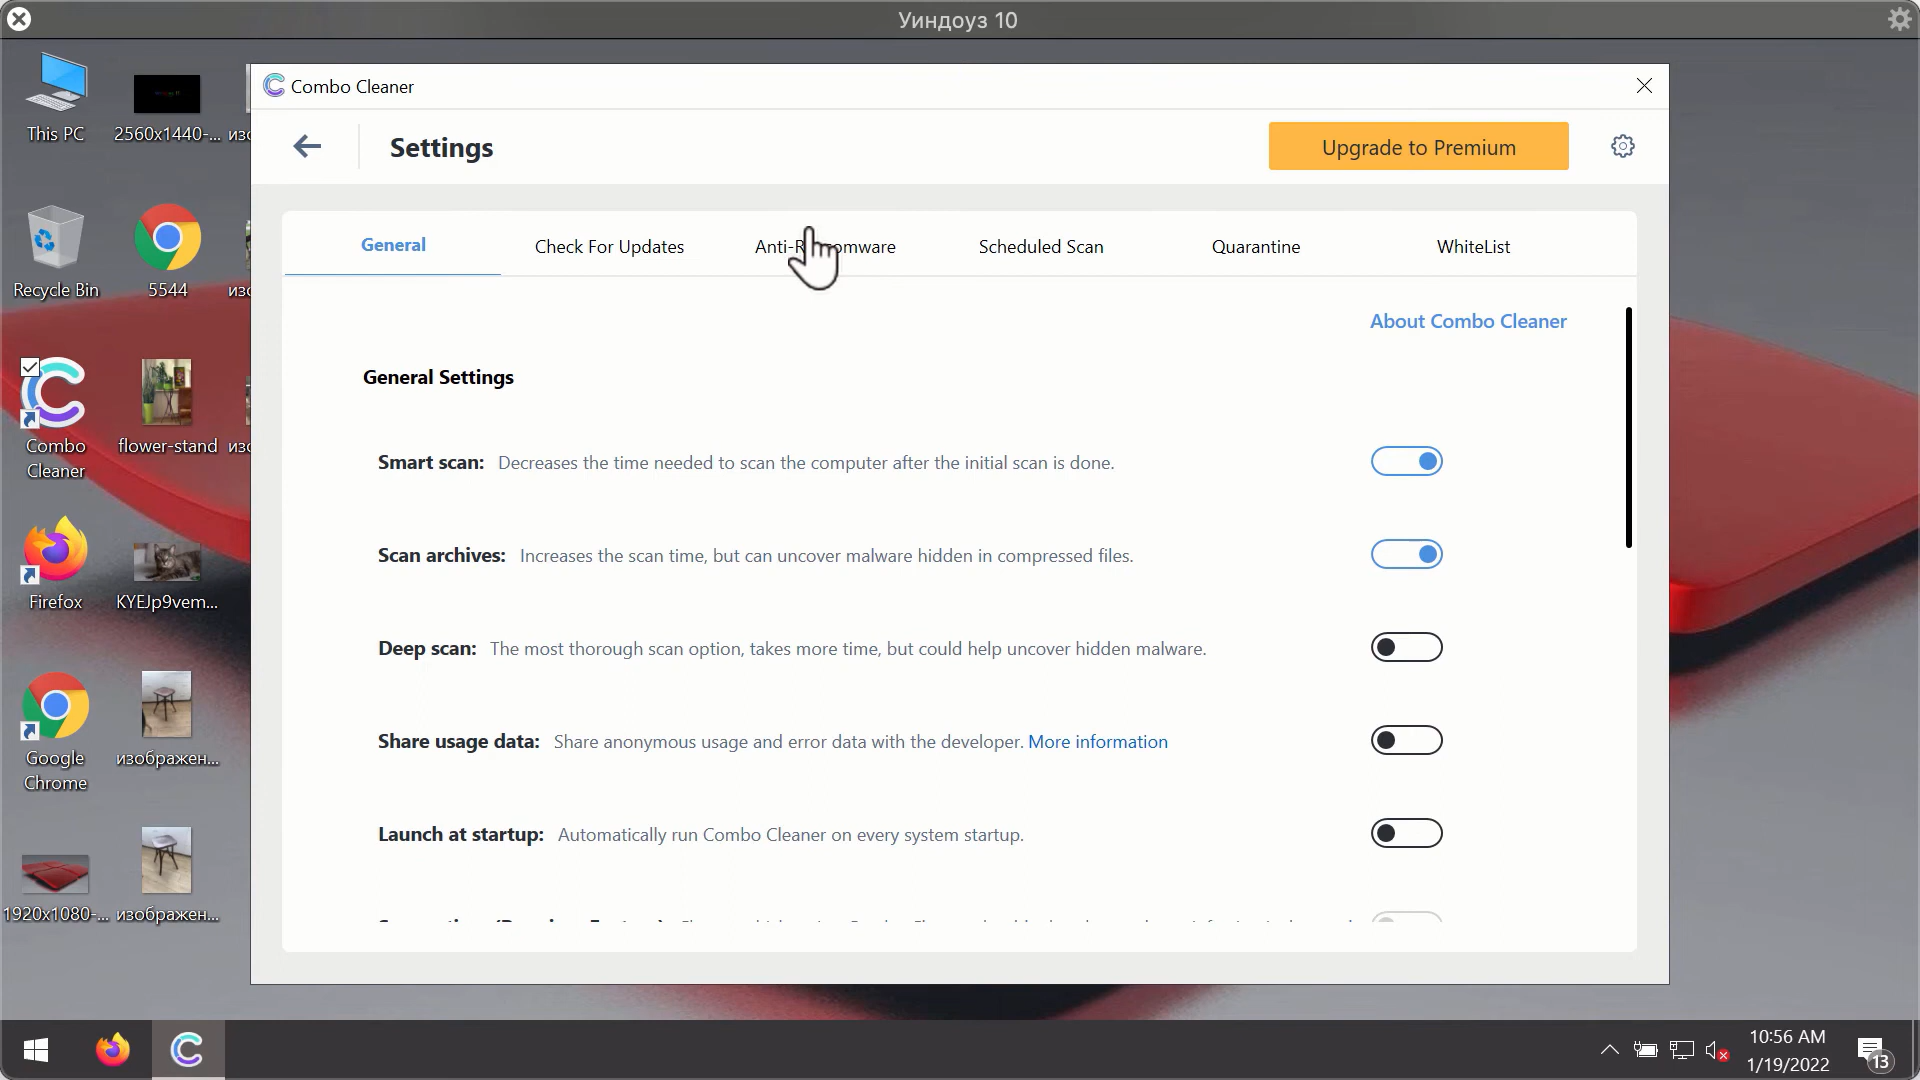 Уиндоуз 10
This PC
2560x1440-...
Recycle Bin
5544
Combo
Cleaner
flower-stand
Firefox
KYEJp9vem...
Google
Chrome
изображен...
1920x1080-...
изображен...
Combo Cleaner
Settings
Upgrade to Premium
General
Check For Updates
Scheduled Scan
Quarantine
WhiteList
About Combo Cleaner
General Settings
Smart scan: Decreases the time needed to scan the computer after the initial scan is done.
Scan archives: Increases the scan time, but can uncover malware hidden in compressed files.
Deep scan: The most thorough scan option, takes more time, but could help uncover hidden malware.
Share usage data: Share anonymous usage and error data with the developer. More information
Launch at startup: Automatically run Combo Cleaner on every system startup.
10:56 AM
1/19/2022
13